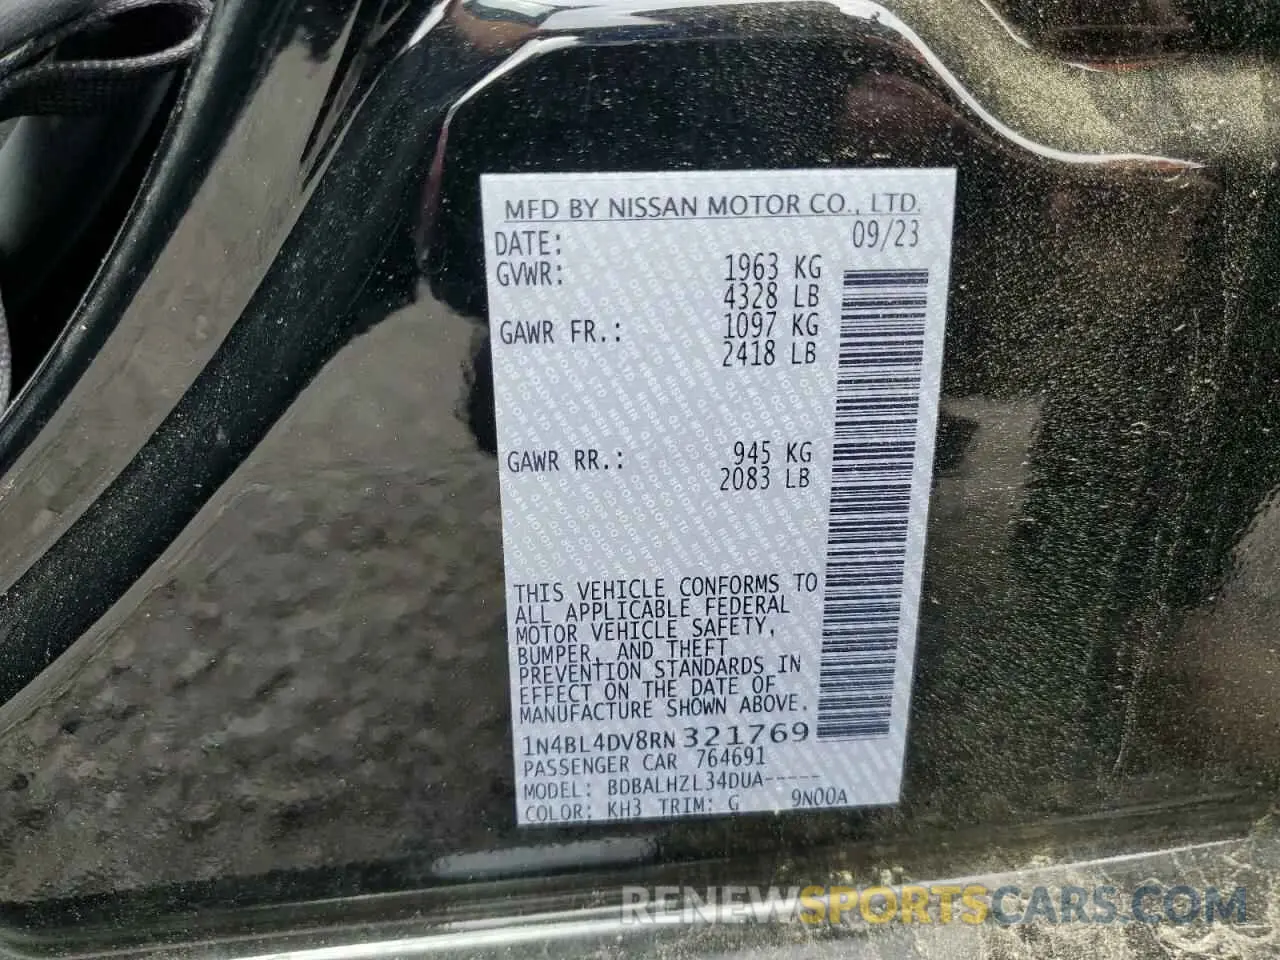 MFD BY NISSAN MOTOR CO., LTD.
DATE: 09/23
GVWR: 1963 KG
4328 LB
GAWR FR.: 1097 KG
2418 LB
GAWR RR.: 945 KG
2083 LB
THIS VEHICLE CONFORMS TO
ALL APPLICABLE FEDERAL
MOTOR VEHICLE SAFETY,
BUMPER, AND THEFT
PREVENTION STANDARDS IN
EFFECT ON THE DATE OF
MANUFACTURE SHOWN ABOVE.
1N4BL4DV8RN321769
PASSENGER CAR 764691
MODEL: BDBALHZL34DUA-----
COLOR: KH3 TRIM: G 9N00A
RENEWSPORTSCARS.COM